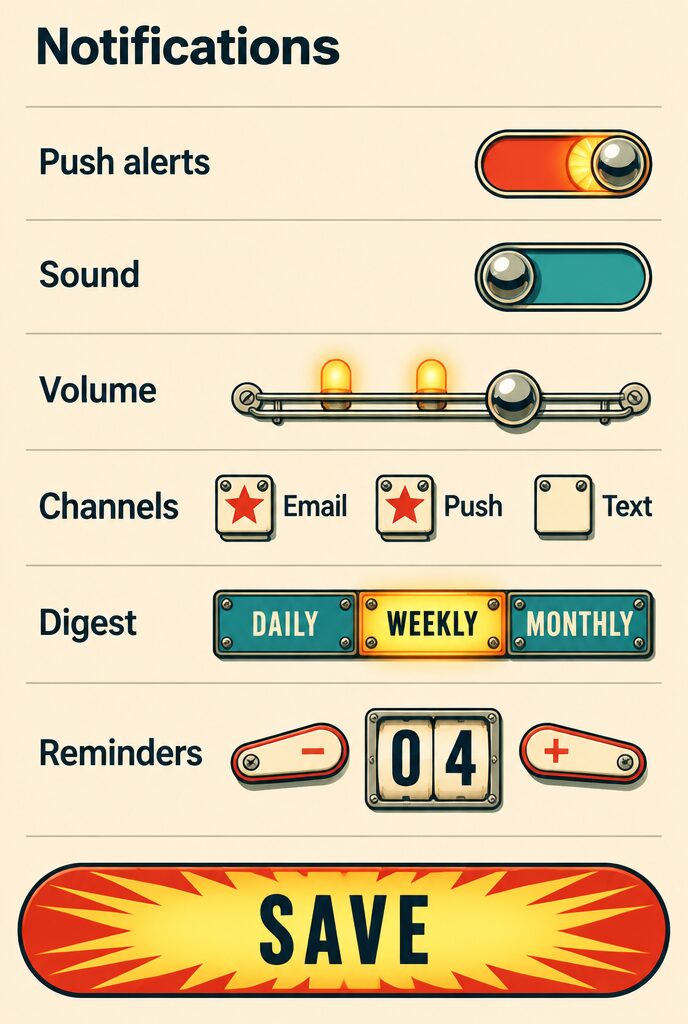 Notifications
Push alerts
Sound
Volume
Channels Email Push Text
Digest DAILY WEEKLY MONTHLY
Reminders − 04 +
SAVE